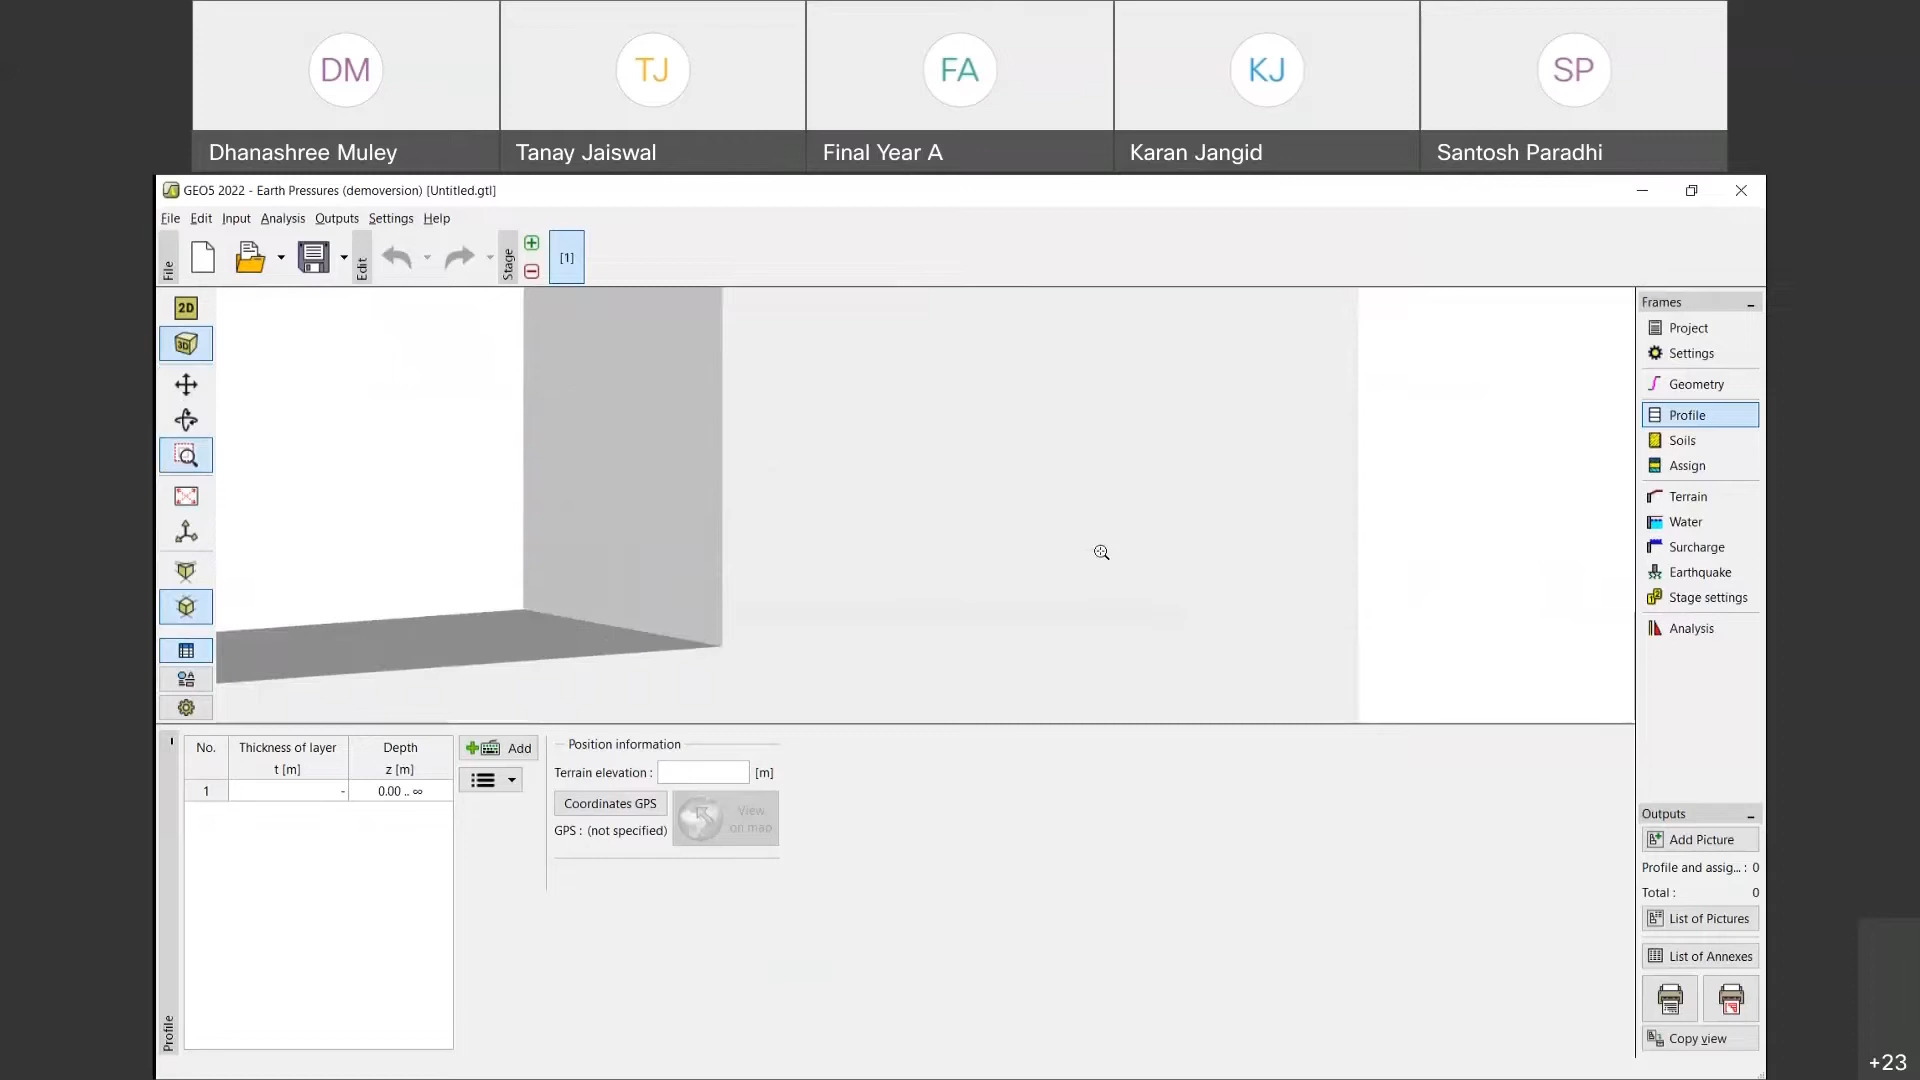 DM
TJ
FA
KJ
SP
Dhanashree Muley
Tanay Jaiswal
Final Year A
Karan Jangid
Santosh Paradhi
GEO5 2022 - Earth Pressures (demoversion) [Untitled.gtl]
File Edit Input Analysis Outputs Settings Help
File
Edit
Stage
[1]
2D
3D
Frames
Project
Settings
Geometry
Profile
Soils
Assign
Terrain
Water
Surcharge
Earthquake
Stage settings
Analysis
No. Thickness of layer Depth
t [m] z [m]
1 - 0.00 .. ∞
Add
Position information
Terrain elevation : [m]
Coordinates GPS
GPS : (not specified)
View
on map
Profile
Outputs
Add Picture
Profile and assig... : 0
Total : 0
List of Pictures
List of Annexes
Copy view
+23